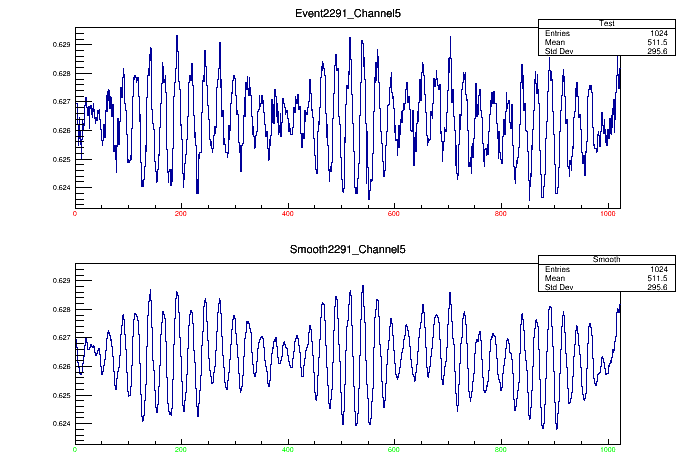 Event2291_Channel5
Test
Entries 1024
Mean 511.5
Std Dev 295.6
0.629
0.628
0.627
0.626
0.625
0.624
0 200 400 600 800 1000
Smooth2291_Channel5
Smooth
Entries 1024
Mean 511.5
Std Dev 295.6
0.629
0.628
0.627
0.626
0.625
0.624
0 200 400 600 800 1000